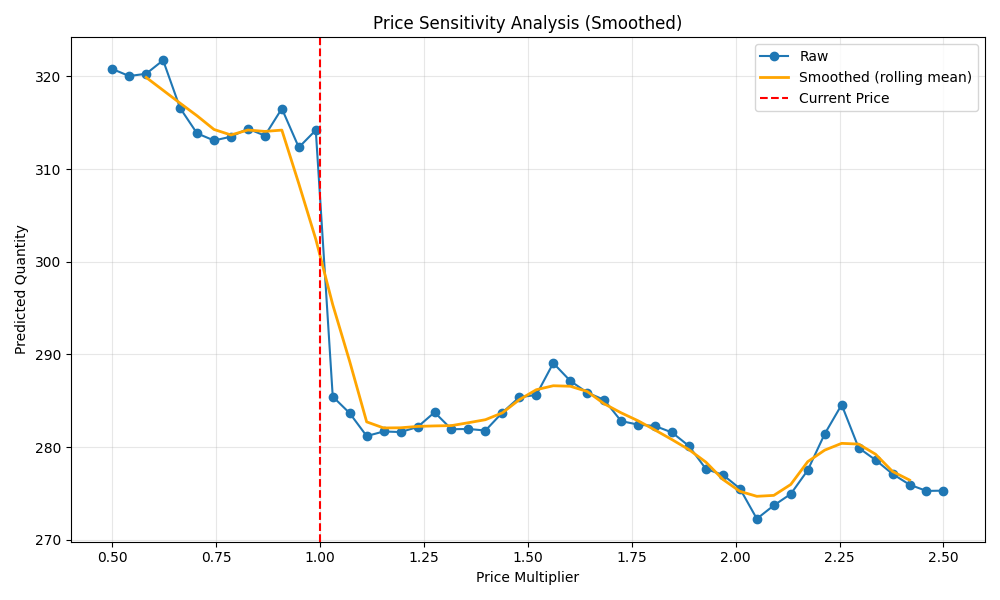 Price Sensitivity Analysis (Smoothed)
Raw
Smoothed (rolling mean)
Current Price
Predicted Quantity
320
310
300
290
280
270
0.50 0.75 1.00 1.25 1.50 1.75 2.00 2.25 2.50
Price Multiplier